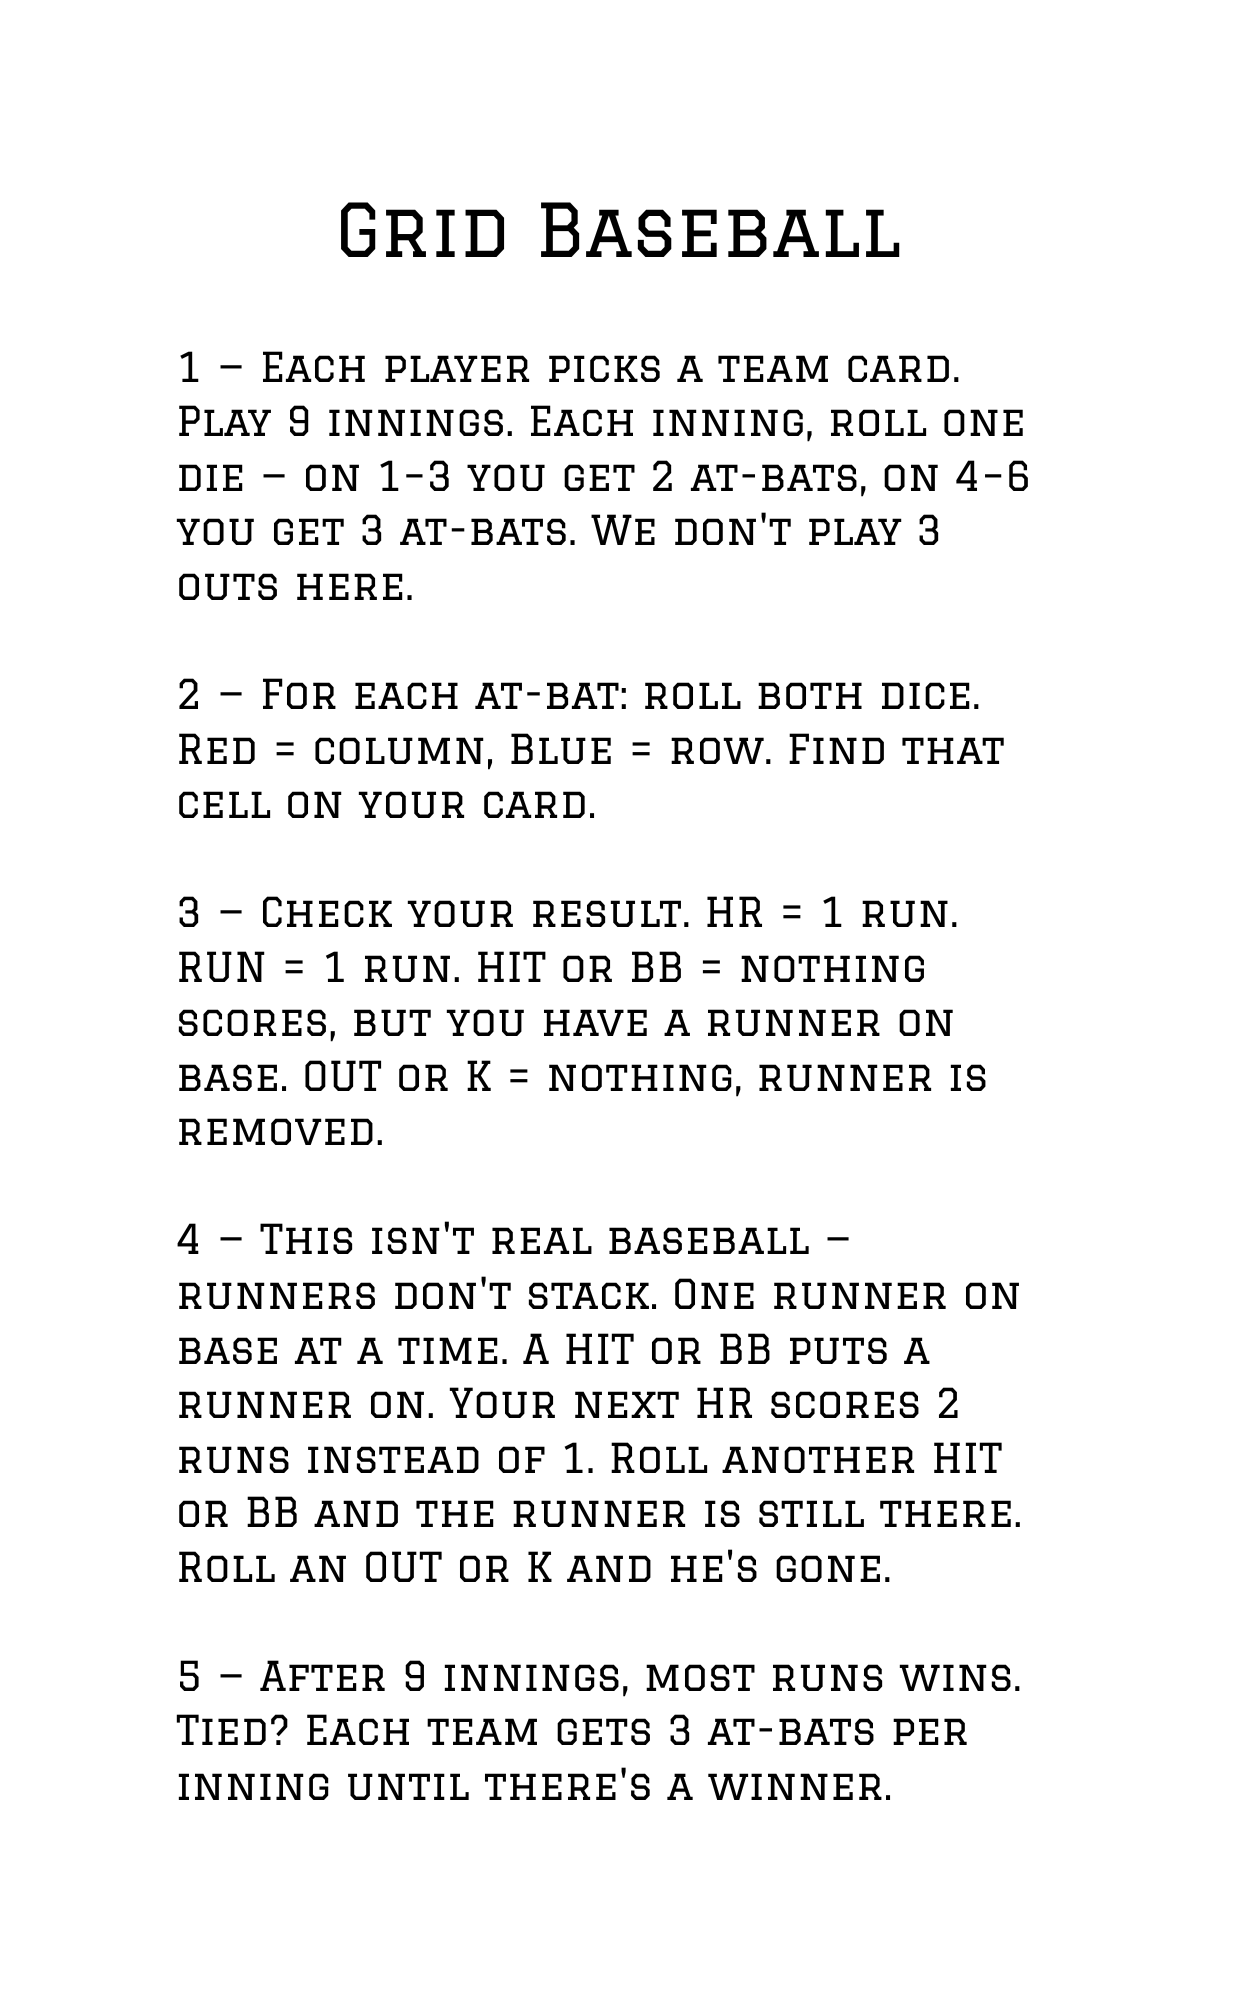 Grid Baseball
1 – Each player picks a team card.
Play 9 innings. Each inning, roll one
die – on 1-3 you get 2 at-bats, on 4-6
you get 3 at-bats. We don't play 3
outs here.
2 – For each at-bat: roll both dice.
Red = column, Blue = row. Find that
cell on your card.
3 – Check your result. HR = 1 run.
RUN = 1 run. HIT or BB = nothing
scores, but you have a runner on
base. OUT or K = nothing, runner is
removed.
4 – This isn't real baseball –
runners don't stack. One runner on
base at a time. A HIT or BB puts a
runner on. Your next HR scores 2
runs instead of 1. Roll another HIT
or BB and the runner is still there.
Roll an OUT or K and he's gone.
5 – After 9 innings, most runs wins.
Tied? Each team gets 3 at-bats per
inning until there's a winner.